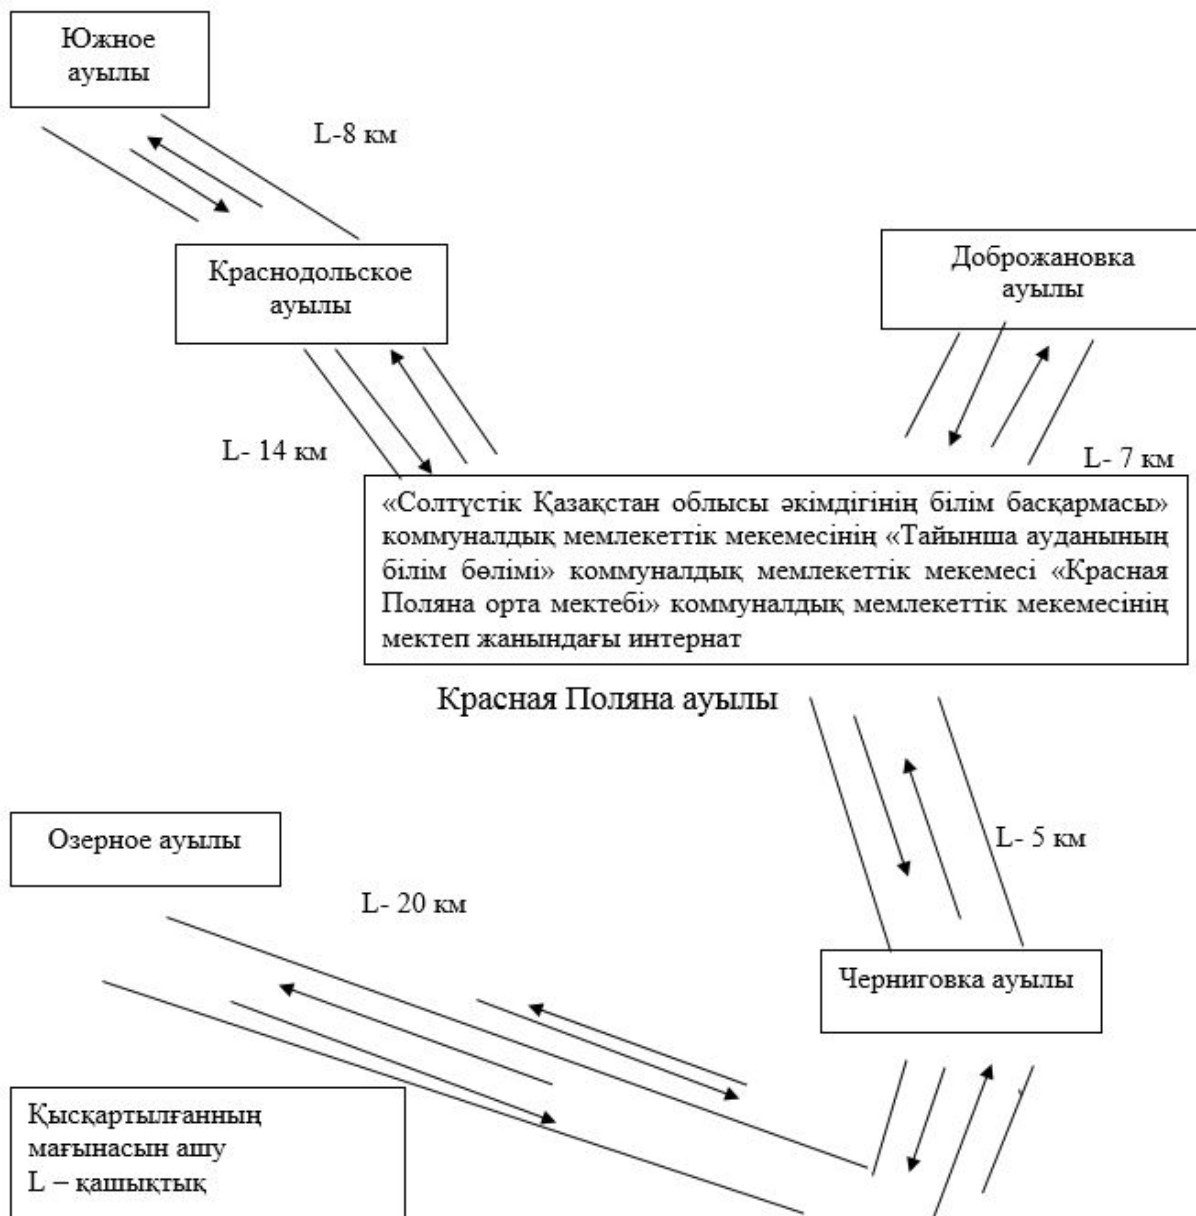 Южное
ауылы
L-8 км
Краснодольское
ауылы
Доброжановка
ауылы
L- 14 км
L- 7 км
«Солтүстік Қазақстан облысы әкімдігінің білім басқармасы»
коммуналдық мемлекеттік мекемесінің «Тайынша ауданының
білім бөлімі» коммуналдық мемлекеттік мекемесі «Красная
Поляна орта мектебі» коммуналдық мемлекеттік мекемесінің
мектеп жанындағы интернат
Красная Поляна ауылы
L- 5 км
Озерное ауылы
L- 20 км
Черниговка ауылы
Қысқартылғанның
мағынасын ашу
L – қашықтық